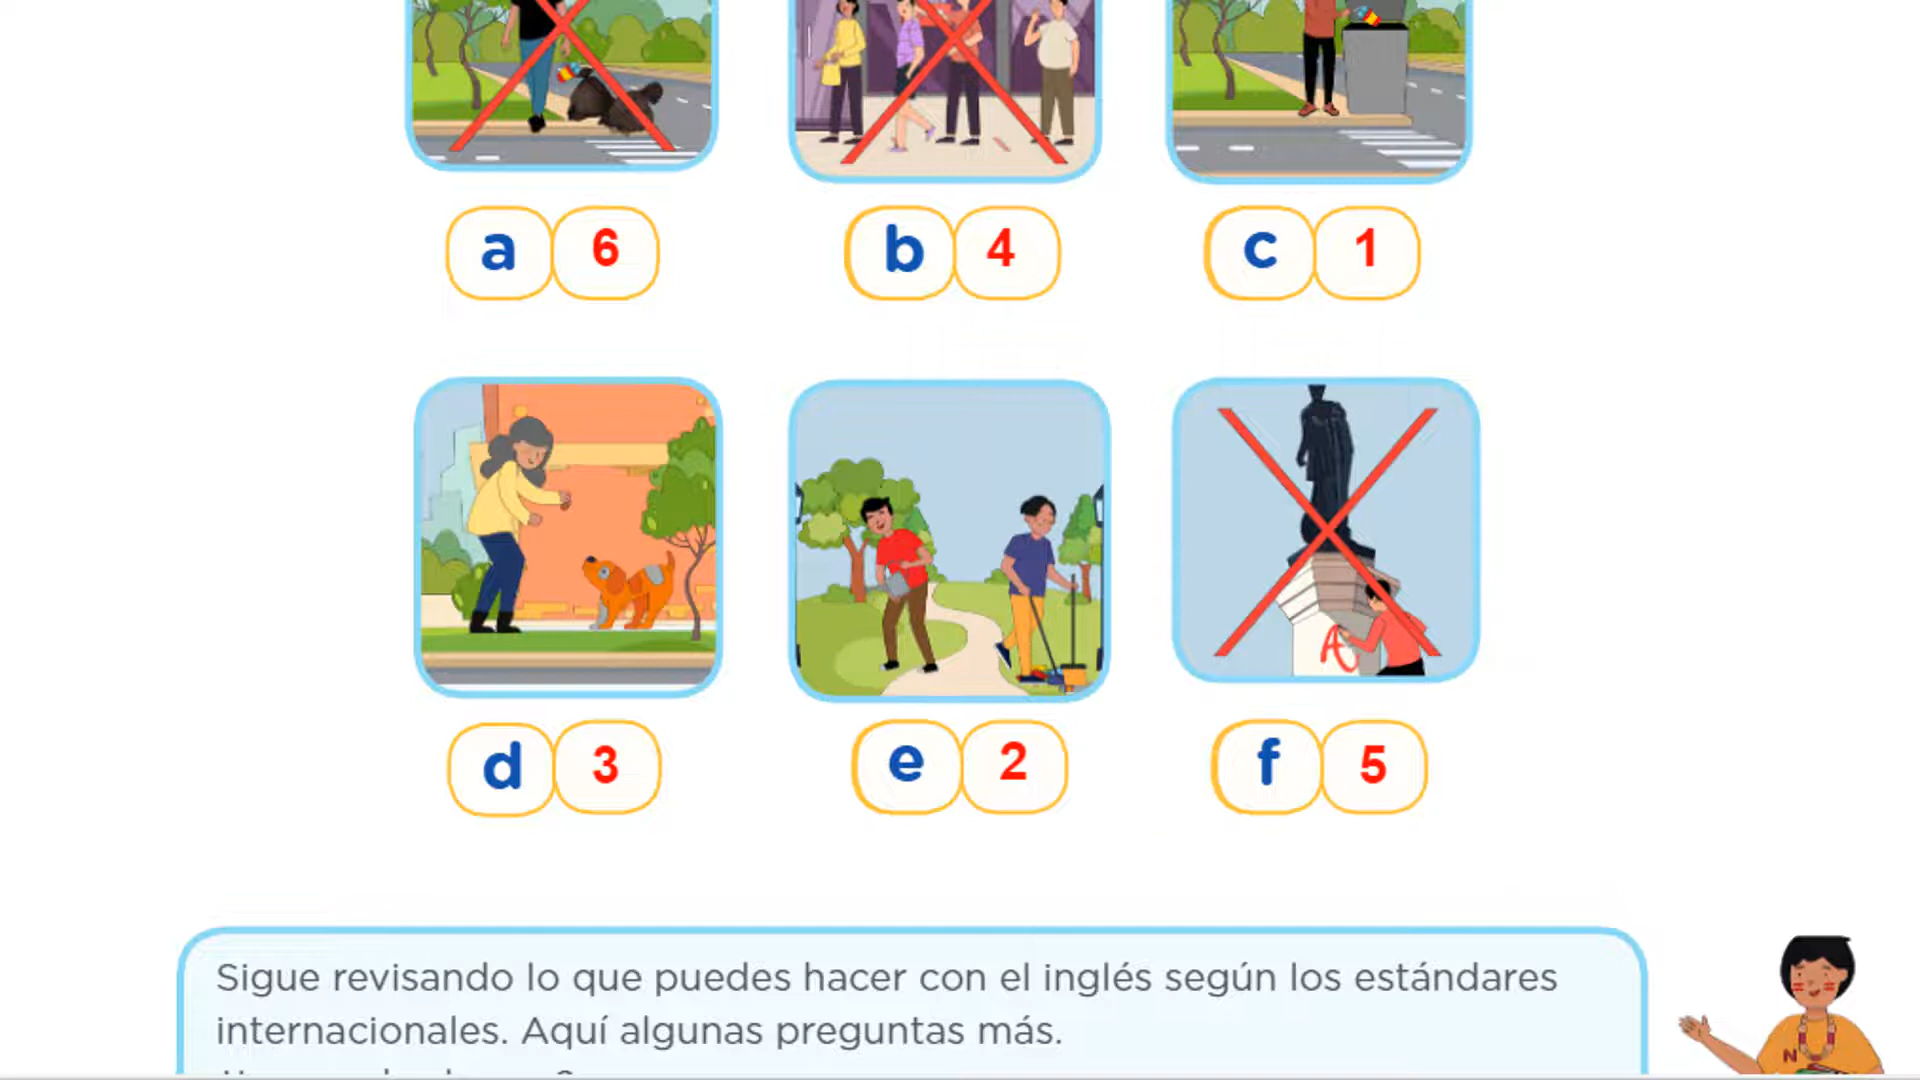 a 6 b 4 c 1
d 3 e 2 f 5
A
Sigue revisando lo que puedes hacer con el inglés según los estándares
internacionales. Aquí algunas preguntas más.
N